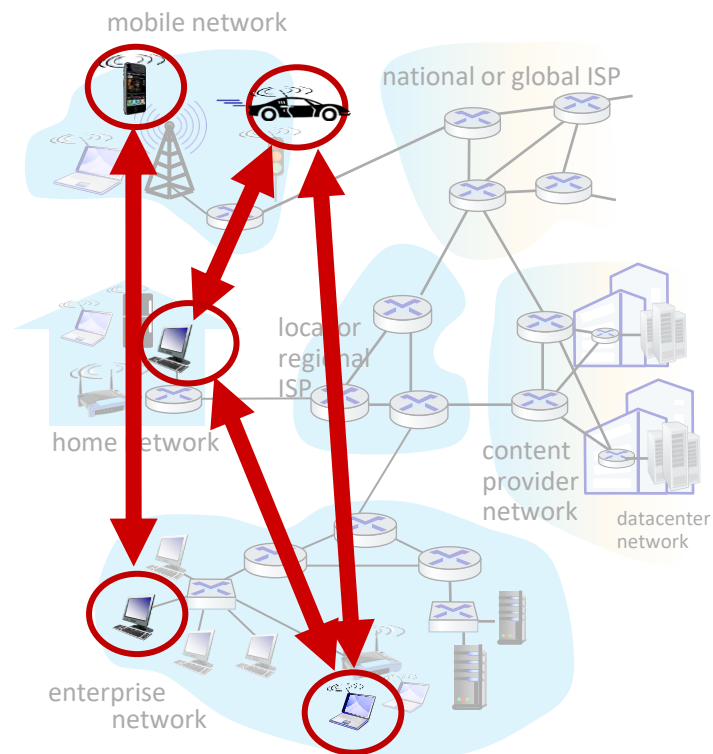 mobile network
national or global ISP
local or
regional
ISP
home network
content
provider
network
datacenter
network
enterprise
network